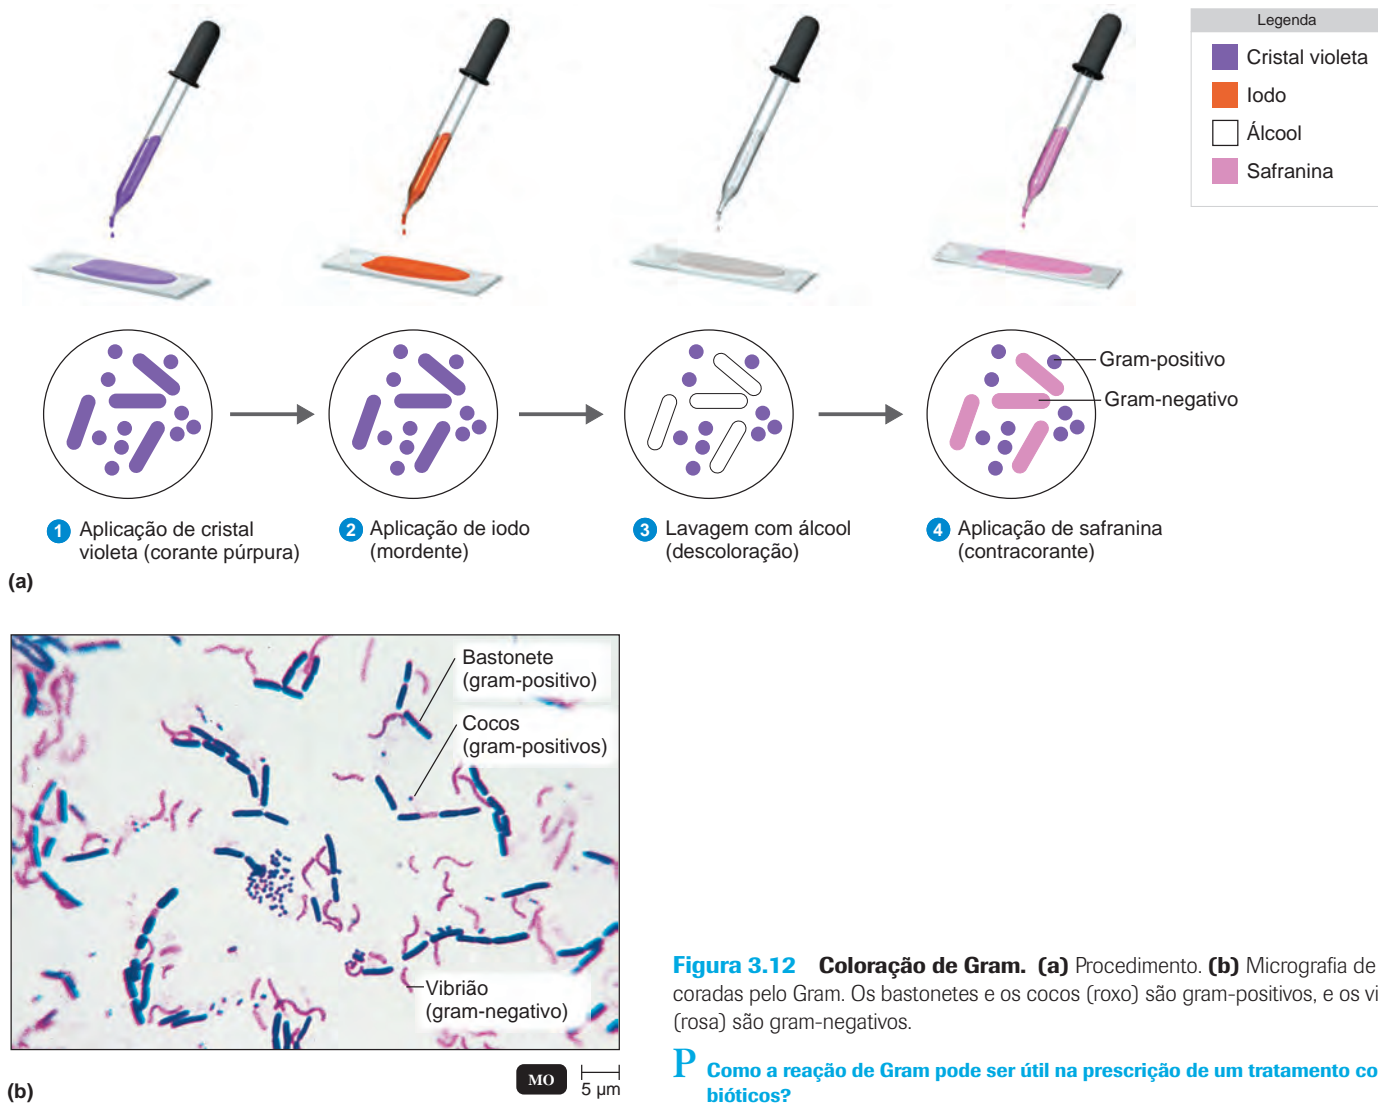 Legenda
Cristal violeta
Iodo
Álcool
Safranina
Gram-positivo
Gram-negativo
1 Aplicação de cristal
violeta (corante púrpura)
2 Aplicação de iodo
(mordente)
3 Lavagem com álcool
(descoloração)
4 Aplicação de safranina
(contracorante)
(a)
Bastonete
(gram-positivo)
Cocos
(gram-positivos)
Vibrião
(gram-negativo)
(b)
MO
5 µm
Figura 3.12 Coloração de Gram. (a) Procedimento. (b) Micrografia de
coradas pelo Gram. Os bastonetes e os cocos (roxo) são gram-positivos, e os vi
(rosa) são gram-negativos.
P Como a reação de Gram pode ser útil na prescrição de um tratamento co
bióticos?